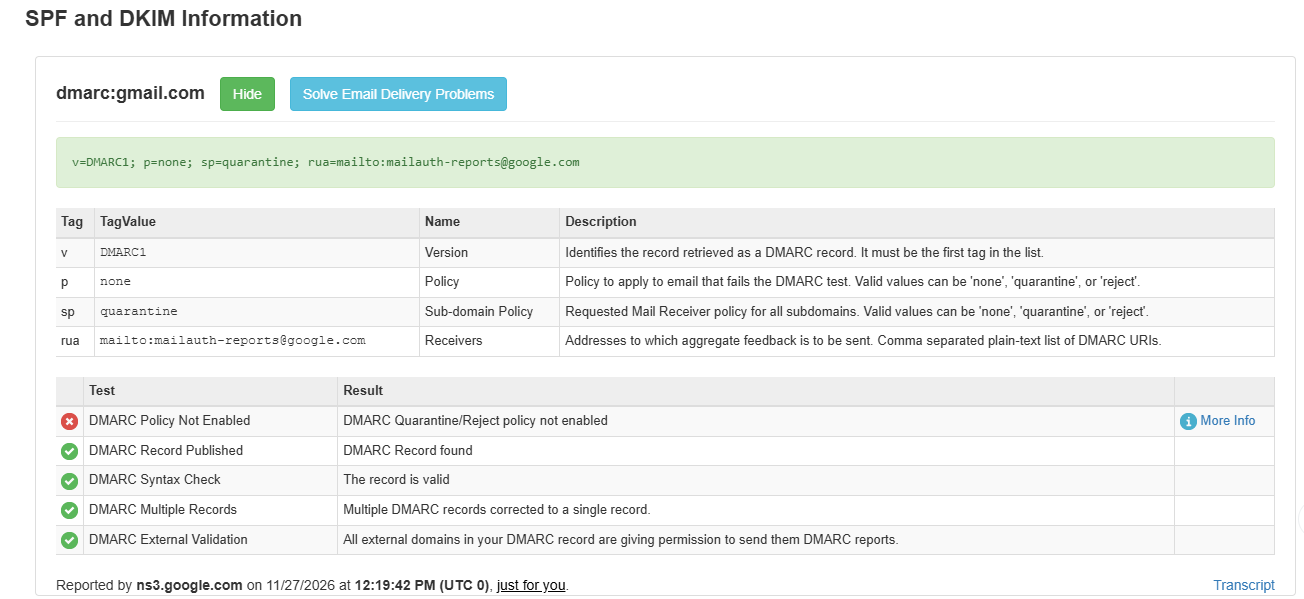 SPF and DKIM Information
dmarc:gmail.com Hide Solve Email Delivery Problems
v=DMARC1; p=none; sp=quarantine; rua=mailto:mailauth-reports@google.com
Tag TagValue Name Description
v DMARC1 Version Identifies the record retrieved as a DMARC record. It must be the first tag in the list.
p none Policy Policy to apply to email that fails the DMARC test. Valid values can be 'none', 'quarantine', or 'reject'.
sp quarantine Sub-domain Policy Requested Mail Receiver policy for all subdomains. Valid values can be 'none', 'quarantine', or 'reject'.
rua mailto:mailauth-reports@google.com Receivers Addresses to which aggregate feedback is to be sent. Comma separated plain-text list of DMARC URIs.
Test Result
DMARC Policy Not Enabled DMARC Quarantine/Reject policy not enabled More Info
DMARC Record Published DMARC Record found
DMARC Syntax Check The record is valid
DMARC Multiple Records Multiple DMARC records corrected to a single record.
DMARC External Validation All external domains in your DMARC record are giving permission to send them DMARC reports.
Reported by ns3.google.com on 11/27/2026 at 12:19:42 PM (UTC 0), just for you. Transcript